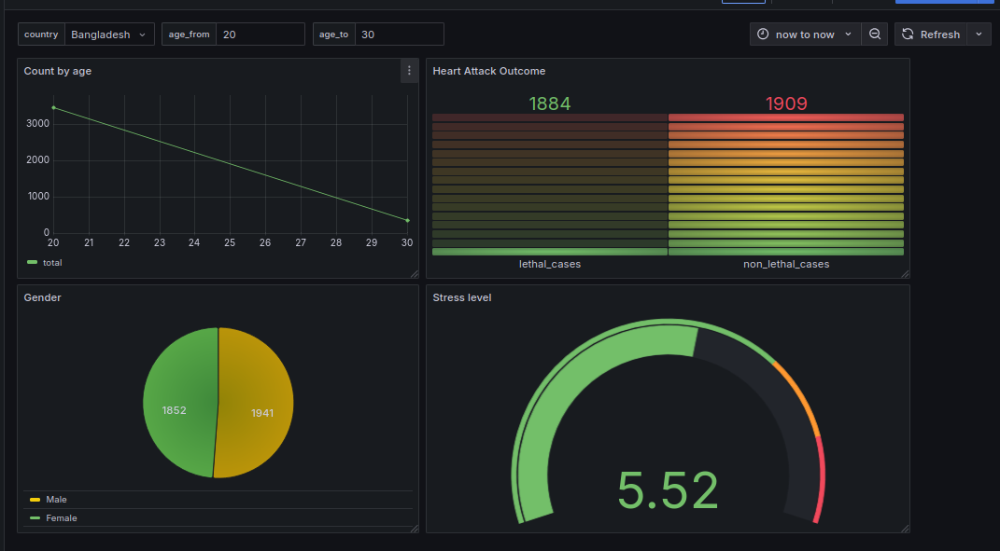 country Bangladesh age_from 20 age_to 30 now to now Refresh
Count by age
3000
2000
1000
0
20 21 22 23 24 25 26 27 28 29 30
total
Heart Attack Outcome
1884 1909
lethal_cases non_lethal_cases
Gender
1852 1941
Male
Female
Stress level
5.52